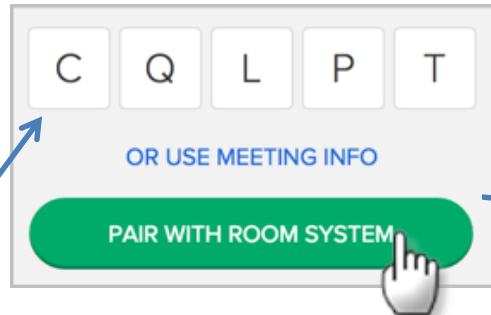 C Q L P T
OR USE MEETING INFO
PAIR WITH ROOM SYSTEM